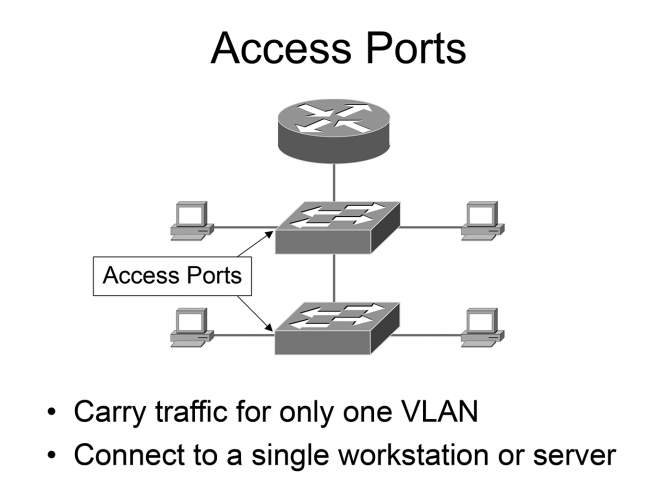 Access Ports
Access Ports
• Carry traffic for only one VLAN
• Connect to a single workstation or server